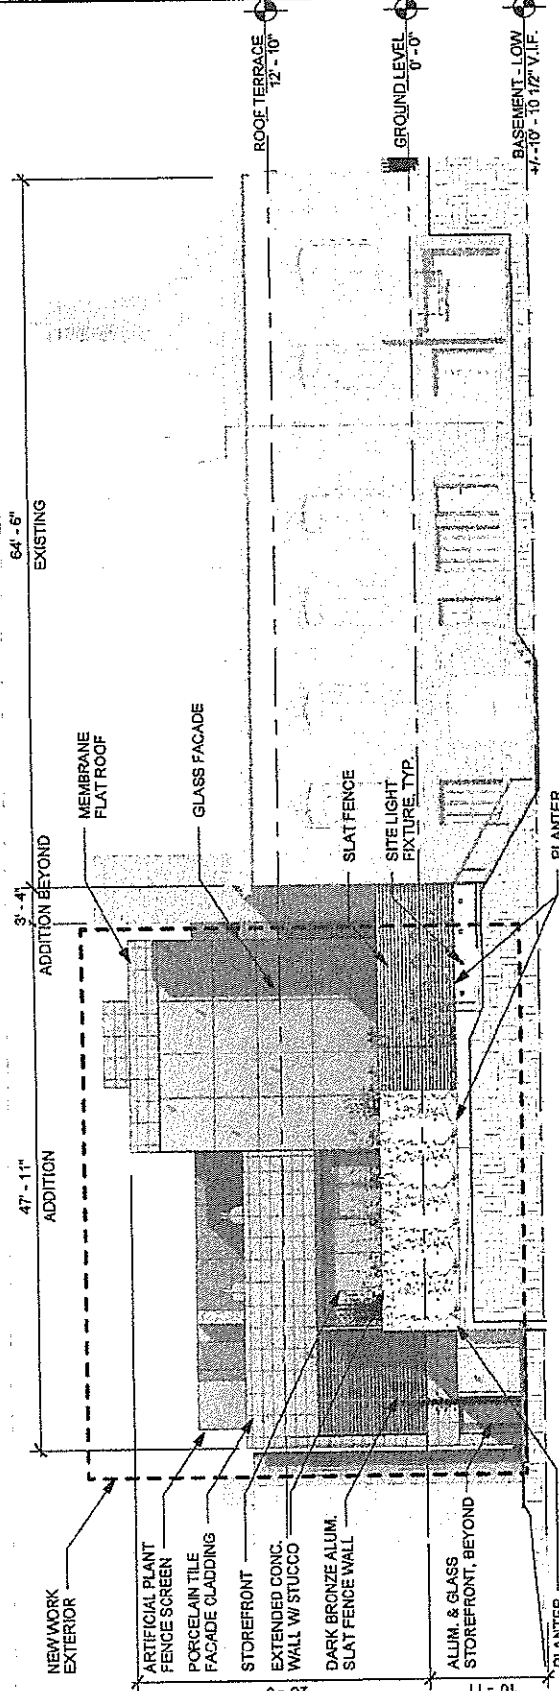 64' - 6"
EXISTING
3' - 4"
ADDITION BEYOND
47' - 11"
ADDITION
ROOF TERRACE
12' - 10"
GROUND LEVEL
0' - 0"
BASEMENT - LOW
+/-10' - 10 1/2" V.I.F.
MEMBRANE
FLAT ROOF
GLASS FACADE
SLAT FENCE
SITE LIGHT
FIXTURE, TYP.
PLANTER
NEW WORK
EXTERIOR
ARTIFICIAL PLANT
FENCE SCREEN
PORCELAIN TILE
FACADE CLADDING
STOREFRONT
EXTENDED CONC.
WALL W/ STUCCO
DARK BRONZE ALUM.
SLAT FENCE WALL
ALUM. & GLASS
STOREFRONT, BEYOND
PLANTER